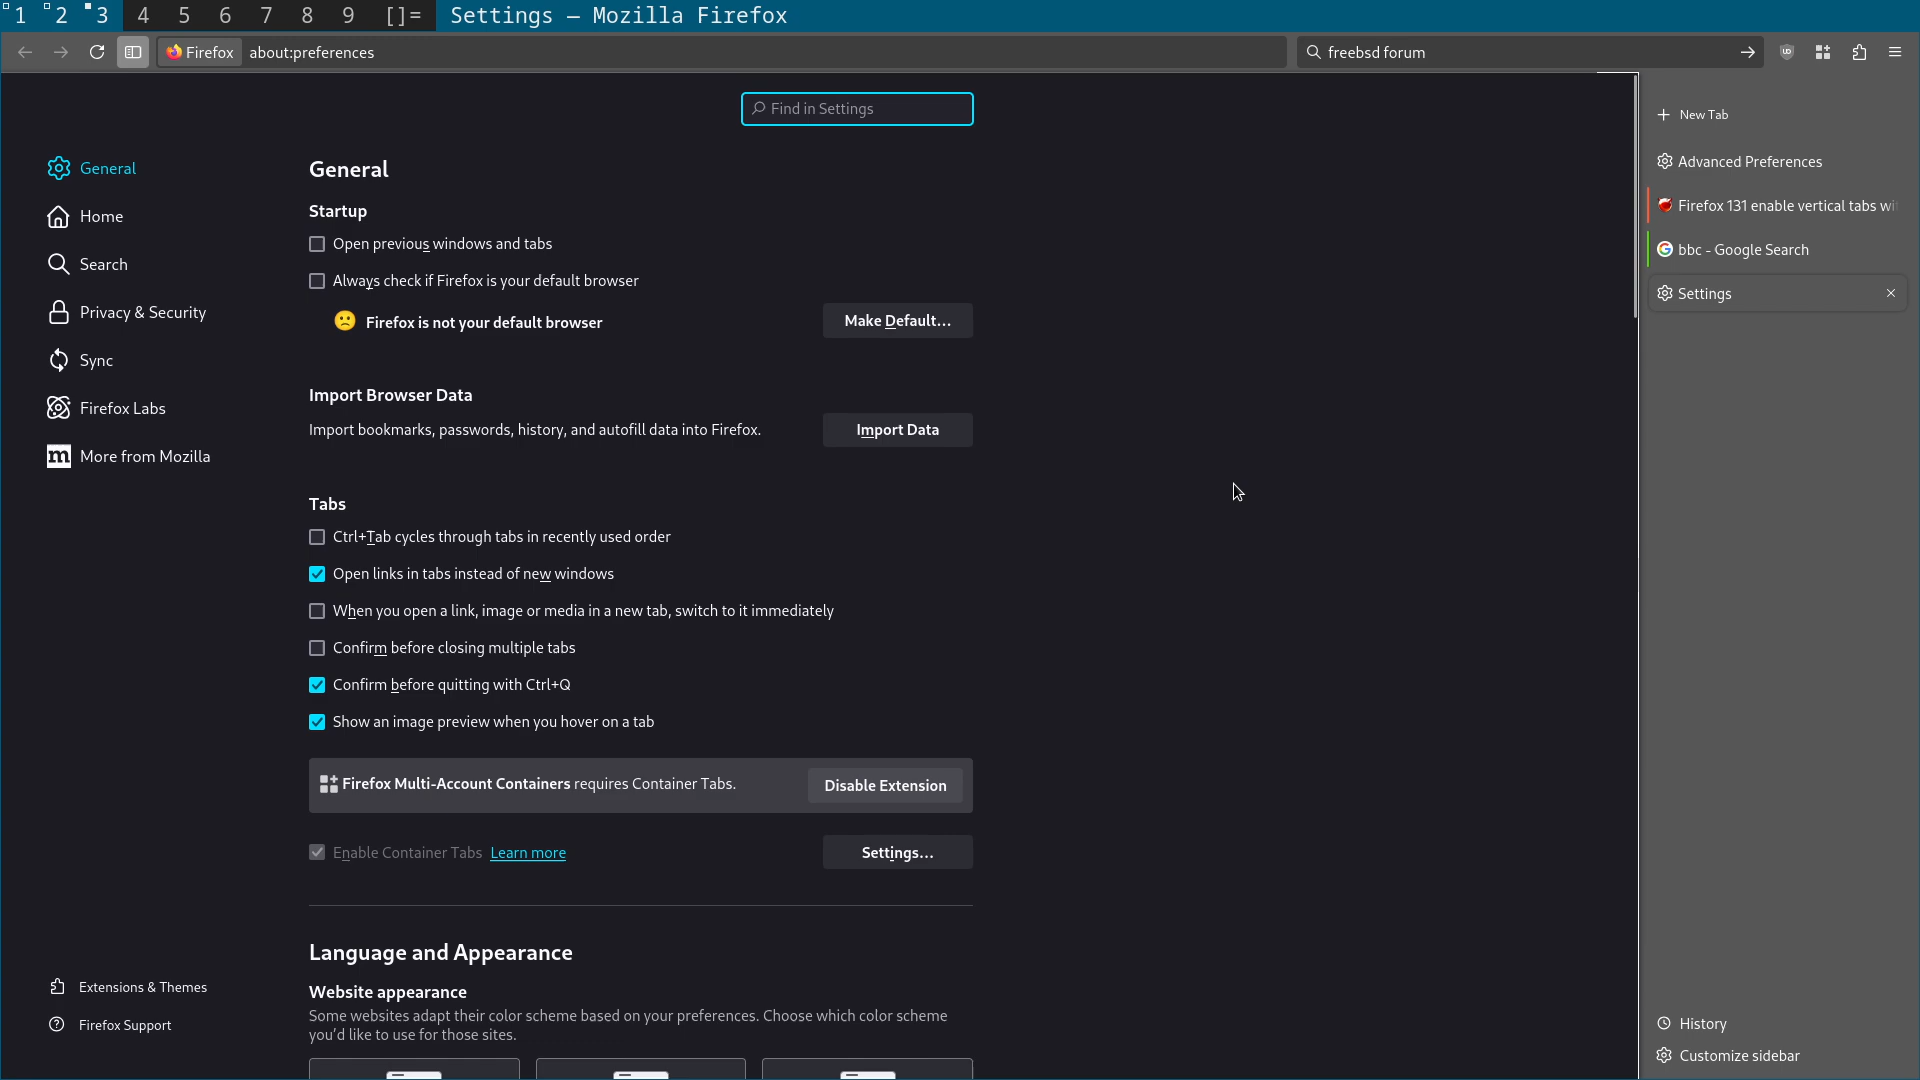 1 2 3 4 5 6 7 8 9 []= Settings — Mozilla Firefox
Firefox about:preferences freebsd forum
Find in Settings
General
Home
Search
Privacy & Security
Sync
Firefox Labs
More from Mozilla
Extensions & Themes
Firefox Support
General
Startup
Open previous windows and tabs
Always check if Firefox is your default browser
Firefox is not your default browser Make Default…
Import Browser Data
Import bookmarks, passwords, history, and autofill data into Firefox. Import Data
Tabs
Ctrl+Tab cycles through tabs in recently used order
Open links in tabs instead of new windows
When you open a link, image or media in a new tab, switch to it immediately
Confirm before closing multiple tabs
Confirm before quitting with Ctrl+Q
Show an image preview when you hover on a tab
Firefox Multi-Account Containers requires Container Tabs. Disable Extension
Enable Container Tabs Learn more Settings…
Language and Appearance
Website appearance
Some websites adapt their color scheme based on your preferences. Choose which color scheme
you’d like to use for those sites.
New Tab
Advanced Preferences
Firefox 131 enable vertical tabs wi
bbc - Google Search
Settings
History
Customize sidebar